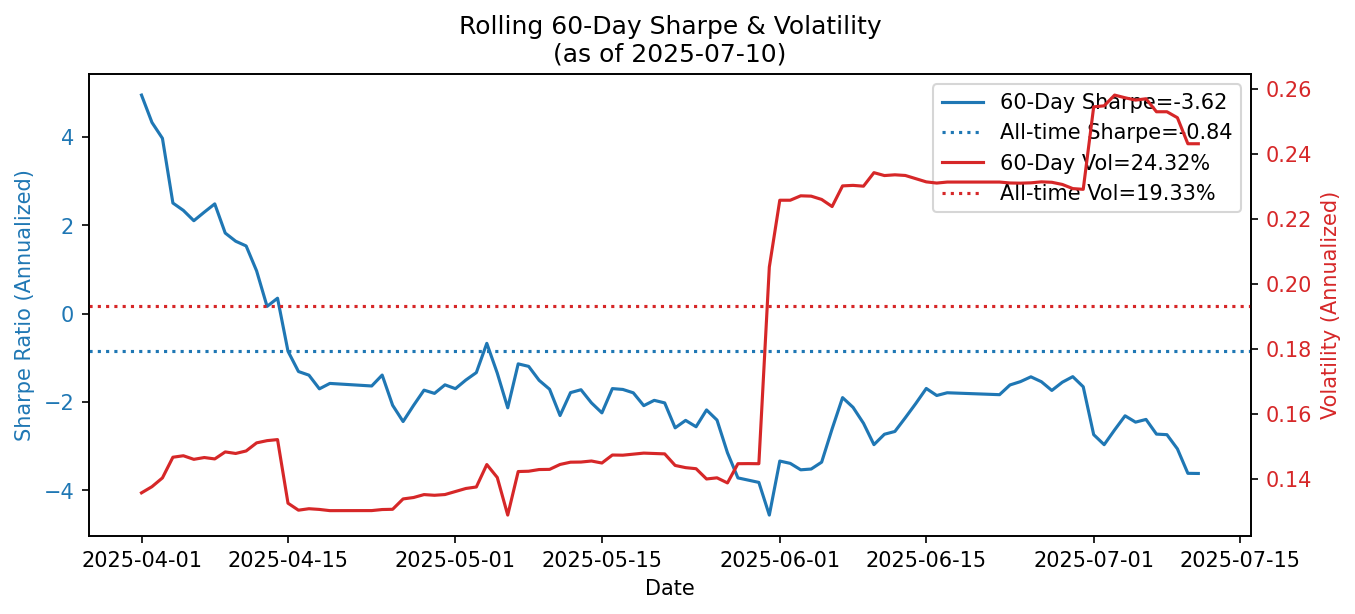 Rolling 60-Day Sharpe & Volatility
(as of 2025-07-10)
60-Day Sharpe=-3.62
All-time Sharpe=-0.84
60-Day Vol=24.32%
All-time Vol=19.33%
Sharpe Ratio (Annualized)
4
2
0
−2
−4
Volatility (Annualized)
0.26
0.24
0.22
0.20
0.18
0.16
0.14
2025-04-01 2025-04-15 2025-05-01 2025-05-15 2025-06-01 2025-06-15 2025-07-01 2025-07-15
Date